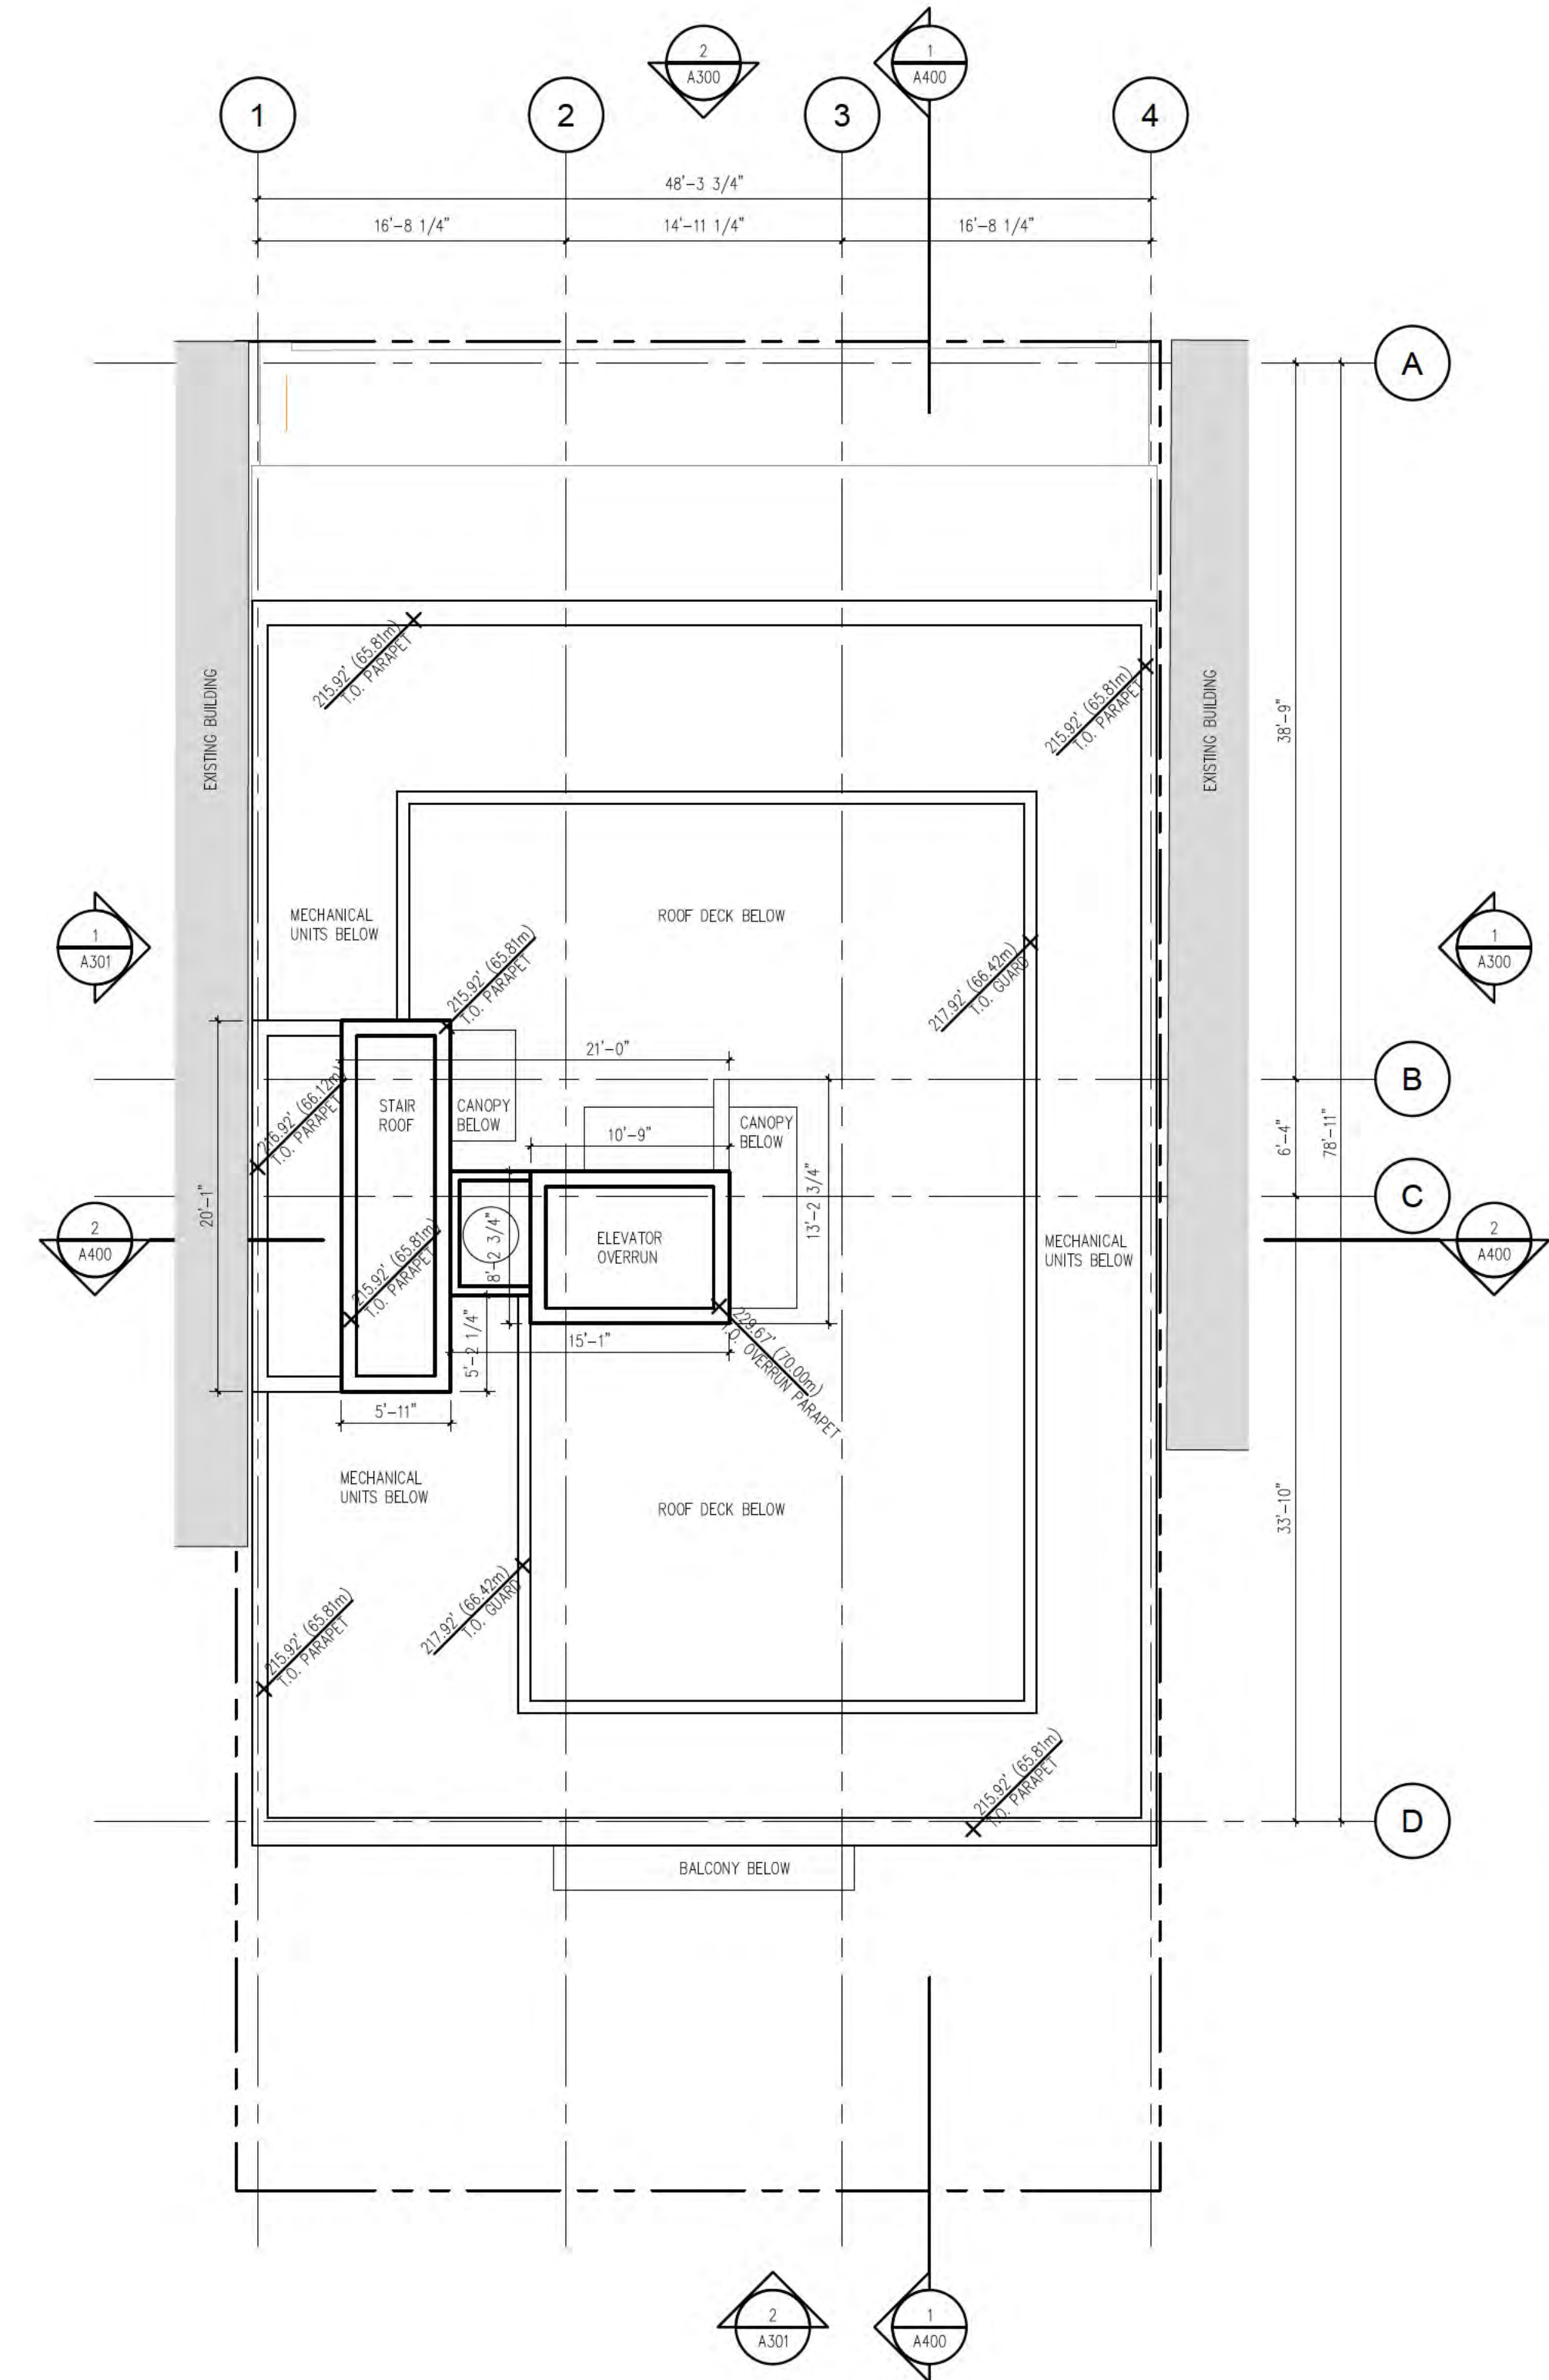 2
A300
1
A400
1
2
3
4
48'-3 3/4"
16'-8 1/4"
14'-11 1/4"
16'-8 1/4"
A
EXISTING BUILDING
EXISTING BUILDING
215.92' (65.81m)
T.O. PARAPET
215.92' (65.81m)
T.O. PARAPET
38'-9"
MECHANICAL
UNITS BELOW
ROOF DECK BELOW
1
A301
215.92' (65.81m)
T.O. PARAPET
217.92' (66.42m)
T.O. GUARD
1
A300
21'-0"
B
216.92' (66.12m)
T.O. PARAPET
STAIR
ROOF
CANOPY
BELOW
10'-9"
CANOPY
BELOW
6'-4"
78'-11"
20'-1"
13'-2 3/4"
C
2
A400
215.92' (65.81m)
T.O. PARAPET
8'-2 3/4"
ELEVATOR
OVERRUN
MECHANICAL
UNITS BELOW
2
A400
5'-2 1/4"
15'-1"
229.67' (70.00m)
T.O. OVERRUN PARAPET
5'-11"
MECHANICAL
UNITS BELOW
ROOF DECK BELOW
33'-10"
217.92' (66.42m)
T.O. GUARD
215.92' (65.81m)
T.O. PARAPET
215.92' (65.81m)
T.O. PARAPET
D
BALCONY BELOW
2
A301
1
A400